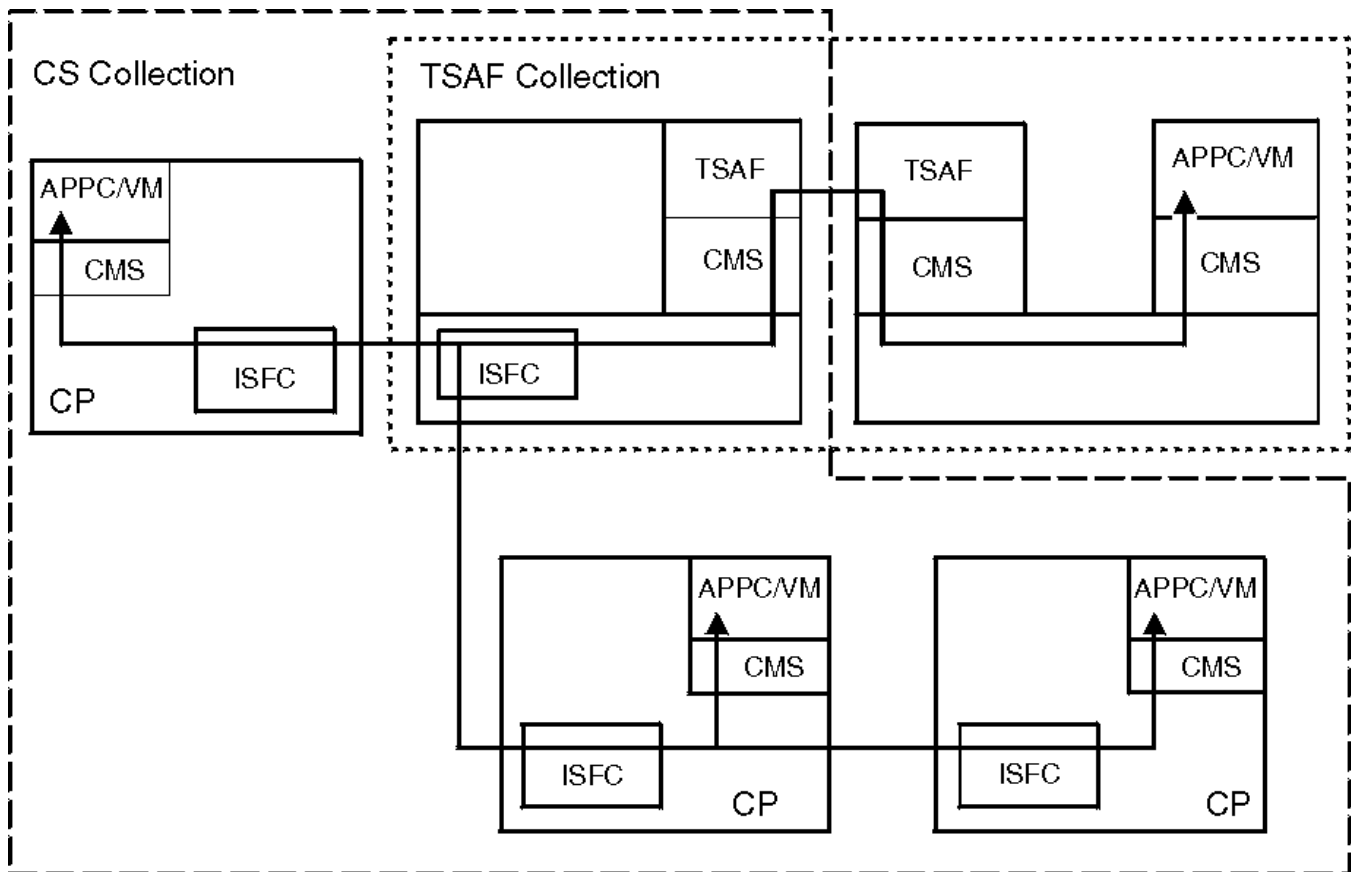 CS Collection
TSAF Collection
APPC/VM
CMS
ISFC
CP
TSAF
CMS
ISFC
TSAF
CMS
APPC/VM
CMS
APPC/VM
CMS
ISFC
CP
APPC/VM
CMS
ISFC
CP